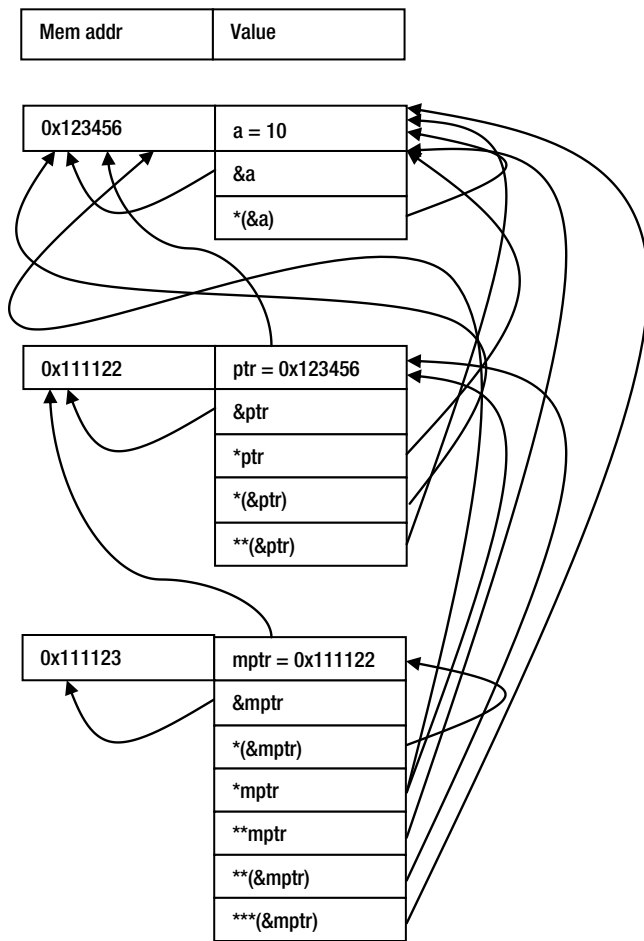 Mem addr Value
0x123456 a = 10
&a
*(&a)
0x111122 ptr = 0x123456
&ptr
*ptr
*(&ptr)
**(&ptr)
0x111123 mptr = 0x111122
&mptr
*(&mptr)
*mptr
**mptr
**(&mptr)
***(&mptr)